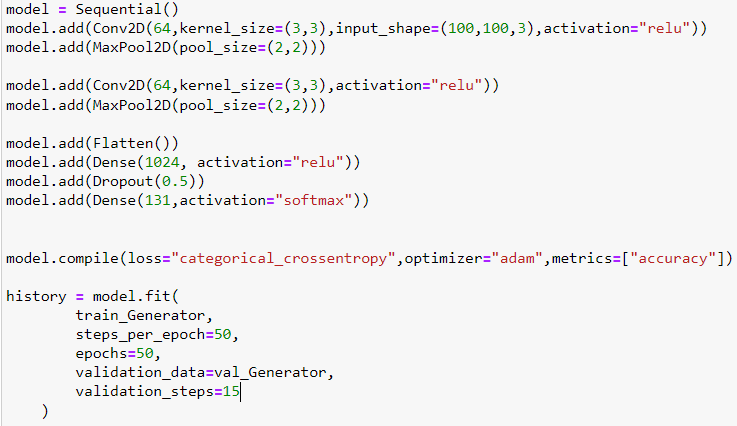 model = Sequential()
model.add(Conv2D(64,kernel_size=(3,3),input_shape=(100,100,3),activation="relu"))
model.add(MaxPool2D(pool_size=(2,2)))
model.add(Conv2D(64,kernel_size=(3,3),activation="relu"))
model.add(MaxPool2D(pool_size=(2,2)))
model.add(Flatten())
model.add(Dense(1024, activation="relu"))
model.add(Dropout(0.5))
model.add(Dense(131,activation="softmax"))
model.compile(loss="categorical_crossentropy",optimizer="adam",metrics=["accuracy"])
history = model.fit(
        train_Generator,
        steps_per_epoch=50,
        epochs=50,
        validation_data=val_Generator,
        validation_steps=15
    )